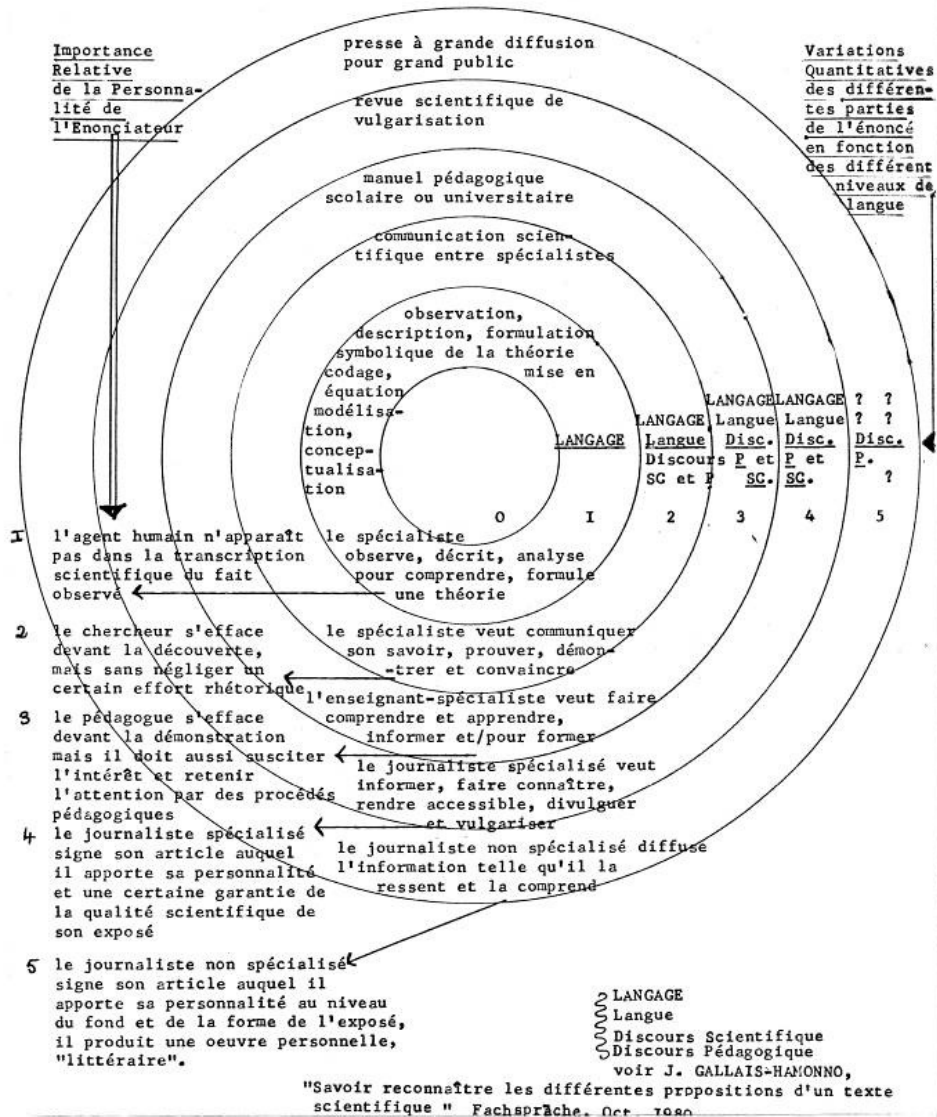 Importance
Relative
de la Personna-
lité de
l'Enonciateur
presse à grande diffusion
pour grand public
revue scientifique de
vulgarisation
manuel pédagogique
scolaire ou universitaire
communication scien-
tifique entre spécialistes
observation,
description, formulation
symbolique de la théorie
codage, mise en
équation
modélisa-
tion,
concep-
tualisa-
tion
Variations
Quantitatives
des différen-
tes parties
de l'énoncé
en fonction
des différent
niveaux de
langue
LANGAGE
LANGAGE
Langue
Discours
SC et P
LANGAGE
Langue
Disc.
P et
SC.
LANGAGE
Langue
Disc.
P et
SC.
? ?
? ?
Disc.
P.
?
O I 2 3 4 5
I l'agent humain n'apparaît
pas dans la transcription
scientifique du fait
observé
le spécialiste
observe, décrit, analyse
pour comprendre, formule
une théorie
2 le chercheur s'efface
devant la découverte,
mais sans négliger un
certain effort rhétorique
le spécialiste veut communiquer
son savoir, prouver, démon-
-trer et convaincre
3 le pédagogue s'efface
devant la démonstration
mais il doit aussi susciter
l'intérêt et retenir
l'attention par des procédés
pédagogiques
l'enseignant-spécialiste veut faire
comprendre et apprendre,
informer et/pour former
4 le journaliste spécialisé
signe son article auquel
il apporte sa personnalité
et une certaine garantie de
la qualité scientifique de
son exposé
le journaliste spécialisé veut
informer, faire connaître,
rendre accessible, divulguer
et vulgariser
5 le journaliste non spécialisé
signe son article auquel il
apporte sa personnalité au niveau
du fond et de la forme de l'exposé,
il produit une oeuvre personnelle,
"littéraire".
le journaliste non spécialisé diffuse
l'information telle qu'il la
ressent et la comprend
LANGAGE
Langue
Discours Scientifique
Discours Pédagogique
voir J. GALLAIS-HAMONNO,
"Savoir reconnaître les différentes propositions d'un texte
scientifique " Fachsprache. Oct. 1980